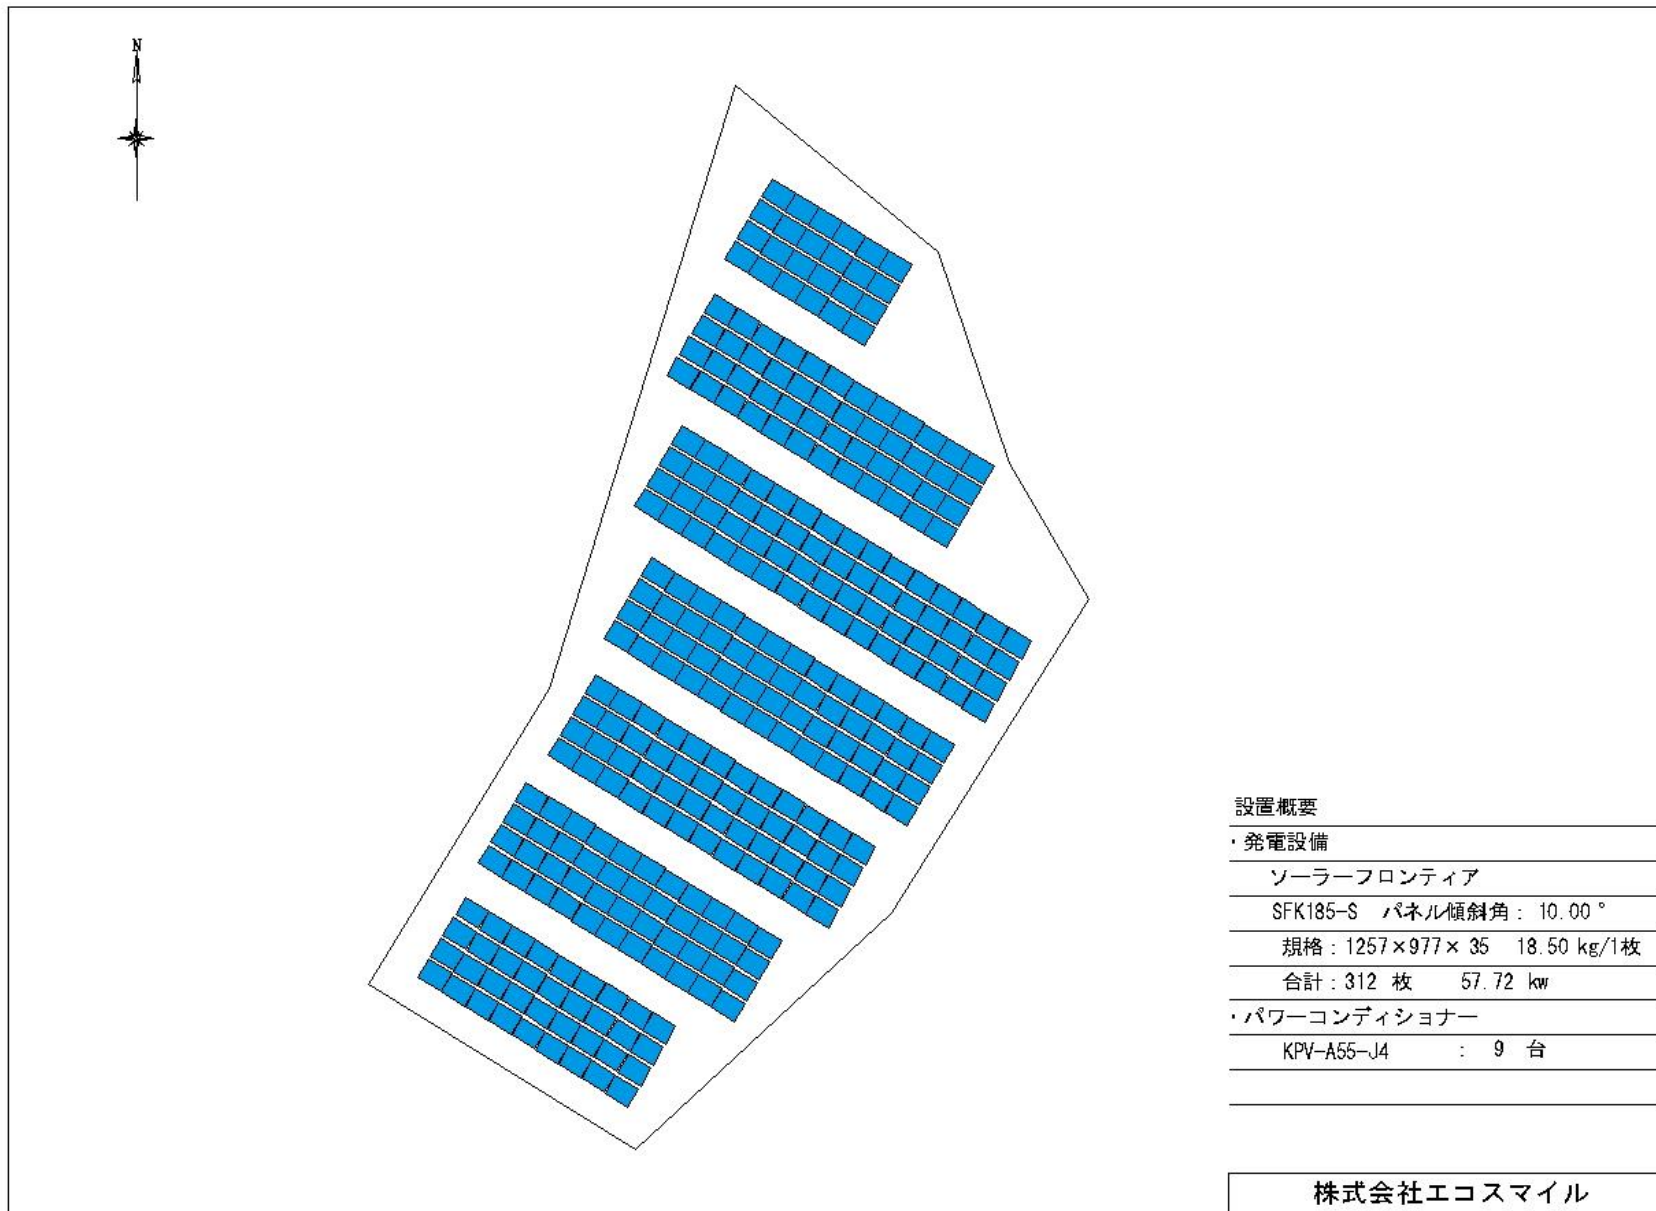 N
設置概要
・発電設備
ソーラーフロンティア
SFK185-S パネル傾斜角: 10.00°
規格:1257×977× 35 18.50 kg/1枚
合計:312 枚 57.72 kw
・パワーコンディショナー
KPV-A55-J4 : 9 台
株式会社エコスマイル